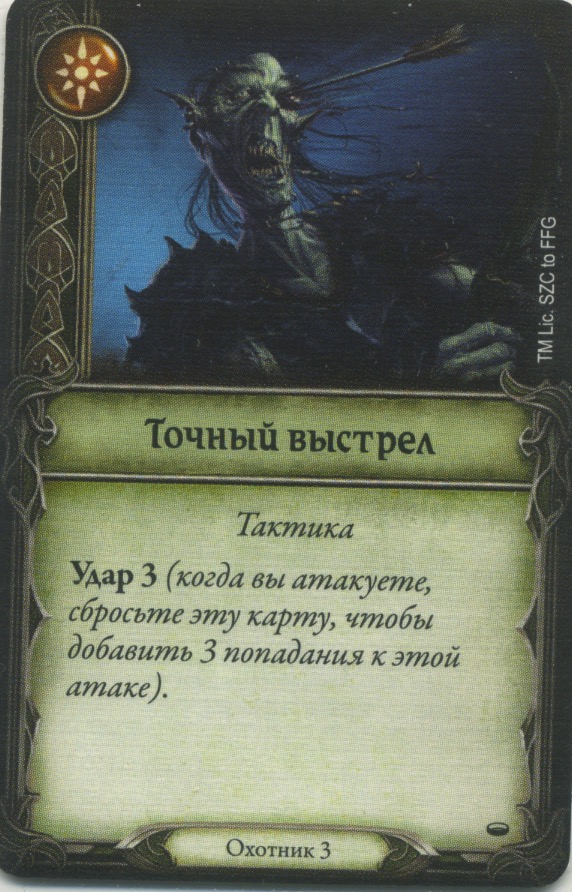 TM Lic. SZC to FFG
Точный выстрел
Тактика
Удар 3 (когда вы атакуете,
сбросьте эту карту, чтобы
добавить 3 попадания к этой
атаке).
Охотник 3